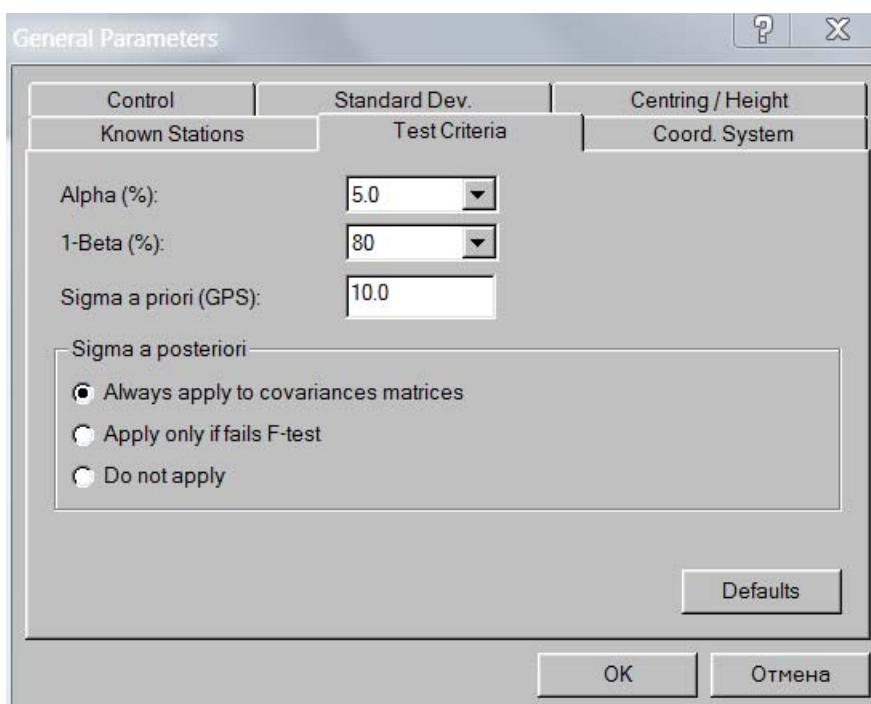 General Parameters
Control Standard Dev. Centring / Height
Known Stations Test Criteria Coord. System
Alpha (%): 5.0
1-Beta (%): 80
Sigma a priori (GPS): 10.0
Sigma a posteriori
Always apply to covariances matrices
Apply only if fails F-test
Do not apply
Defaults
OK Отмена